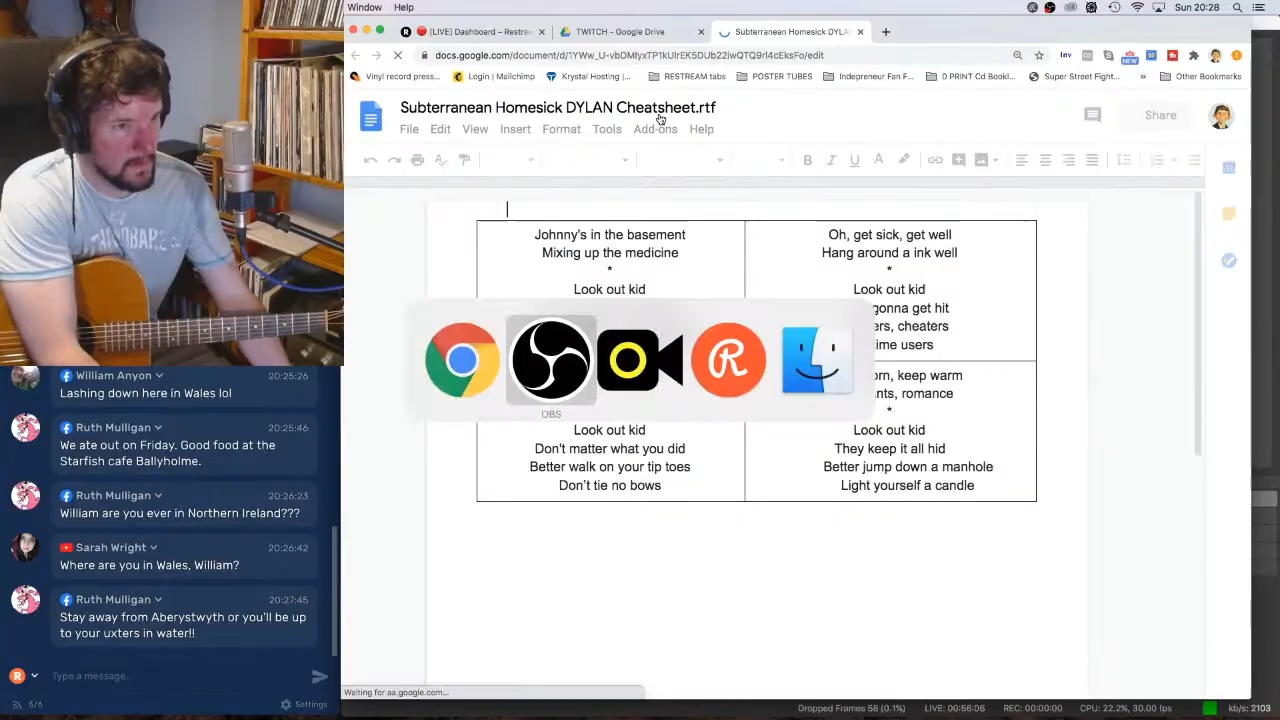 Window Help
Sun 20:28
[LIVE] Dashboard – Restre
TWITCH - Google Drive
Subterranean Homesick DYLAN
docs.google.com/document/d/1YWw_U-vbDMIyxTP1kUIrEK5DUb22IwQTQ9rI4cEksFo/edit
Inv
NEW
Vinyl record press...
Login | Mailchimp
Krystal Hosting |...
RESTREAM tabs
POSTER TUBES
Indepreneur Fan F...
0 PRINT Cd Bookl...
Super Street Fight...
Other Bookmarks
Subterranean Homesick DYLAN Cheatsheet.rtf
File Edit View Insert Format Tools Add-ons Help
Share
Johnny's in the basement
Mixing up the medicine
*
Look out kid
Oh, get sick, get well
Hang around a ink well
*
Look out kid
gonna get hit
ers, cheaters
time users
OBS
Look out kid
Don't matter what you did
Better walk on your tip toes
Don't tie no bows
orn, keep warm
ants, romance
*
Look out kid
They keep it all hid
Better jump down a manhole
Light yourself a candle
William Anyon 20:25:26
Lashing down here in Wales lol
Ruth Mulligan 20:25:46
We ate out on Friday. Good food at the
Starfish cafe Ballyholme.
Ruth Mulligan 20:26:23
William are you ever in Northern Ireland???
Sarah Wright 20:26:42
Where are you in Wales, William?
Ruth Mulligan 20:27:45
Stay away from Aberystwyth or you'll be up
to your uxters in water!!
Type a message..
5/6
Settings
Waiting for aa.google.com...
Dropped Frames 58 (0.1%) LIVE: 00:56:06 REC: 00:00:00 CPU: 22.2%, 30.00 fps kb/s: 2103